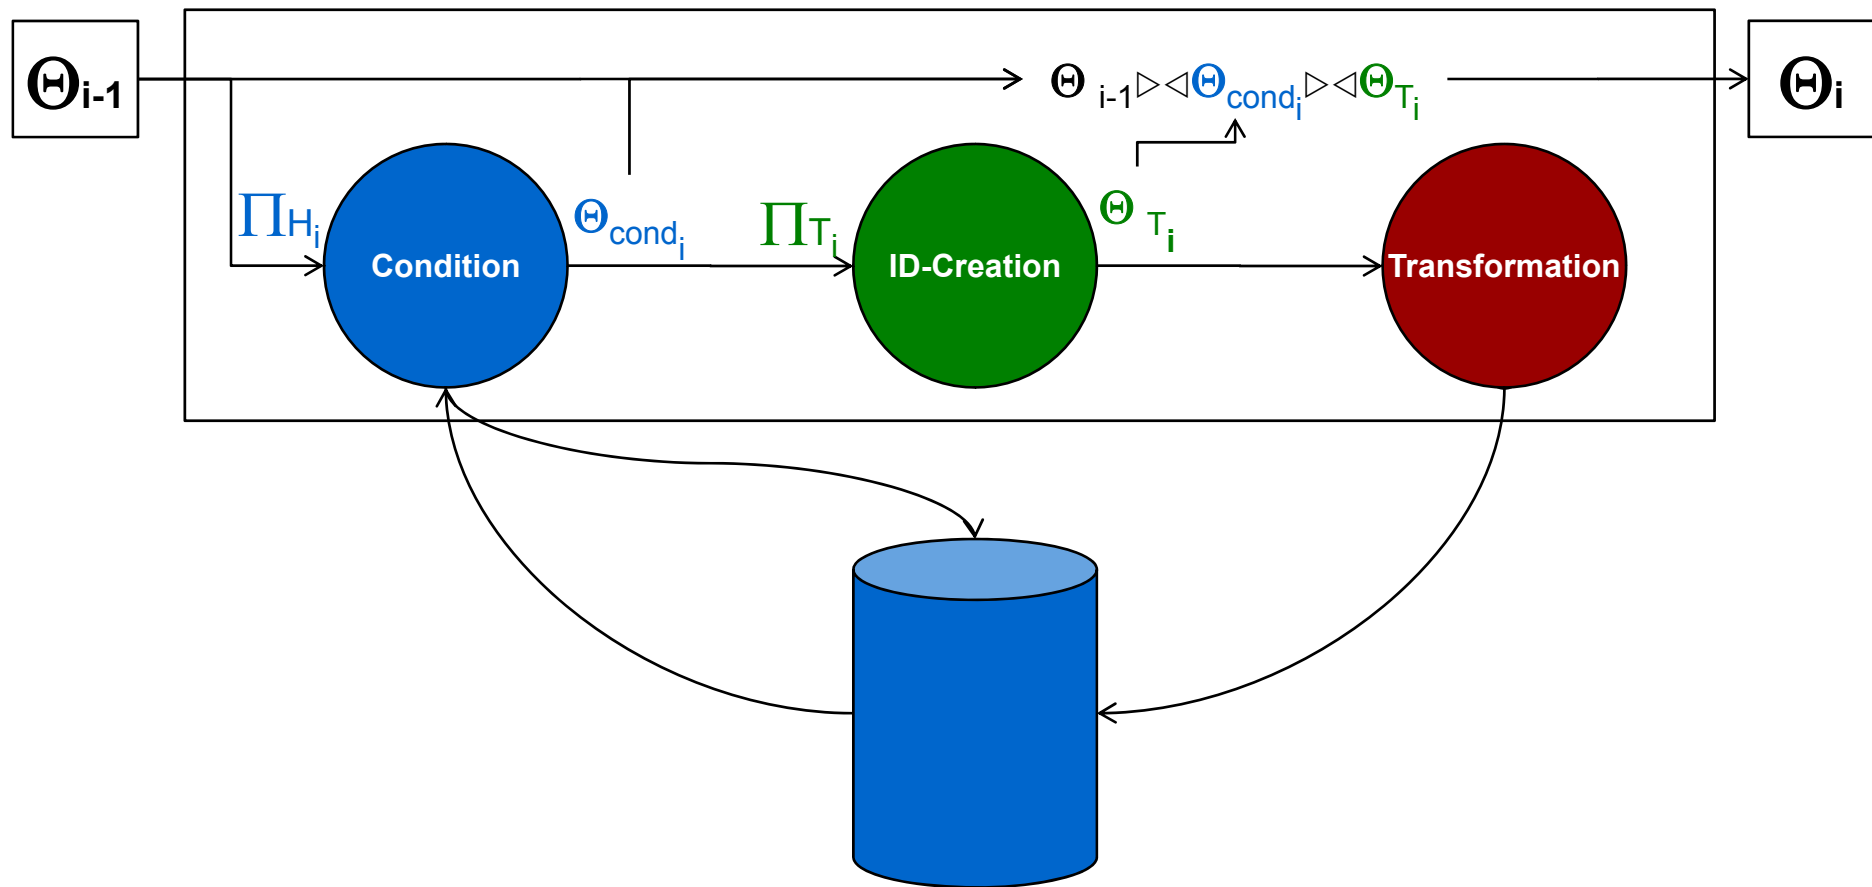 Θi-1
Θ i-1▷◁Θcondi▷◁ΘTi
Θi
ΠHi
Θcondi
ΠTi
Θ Ti
Condition
ID-Creation
Transformation